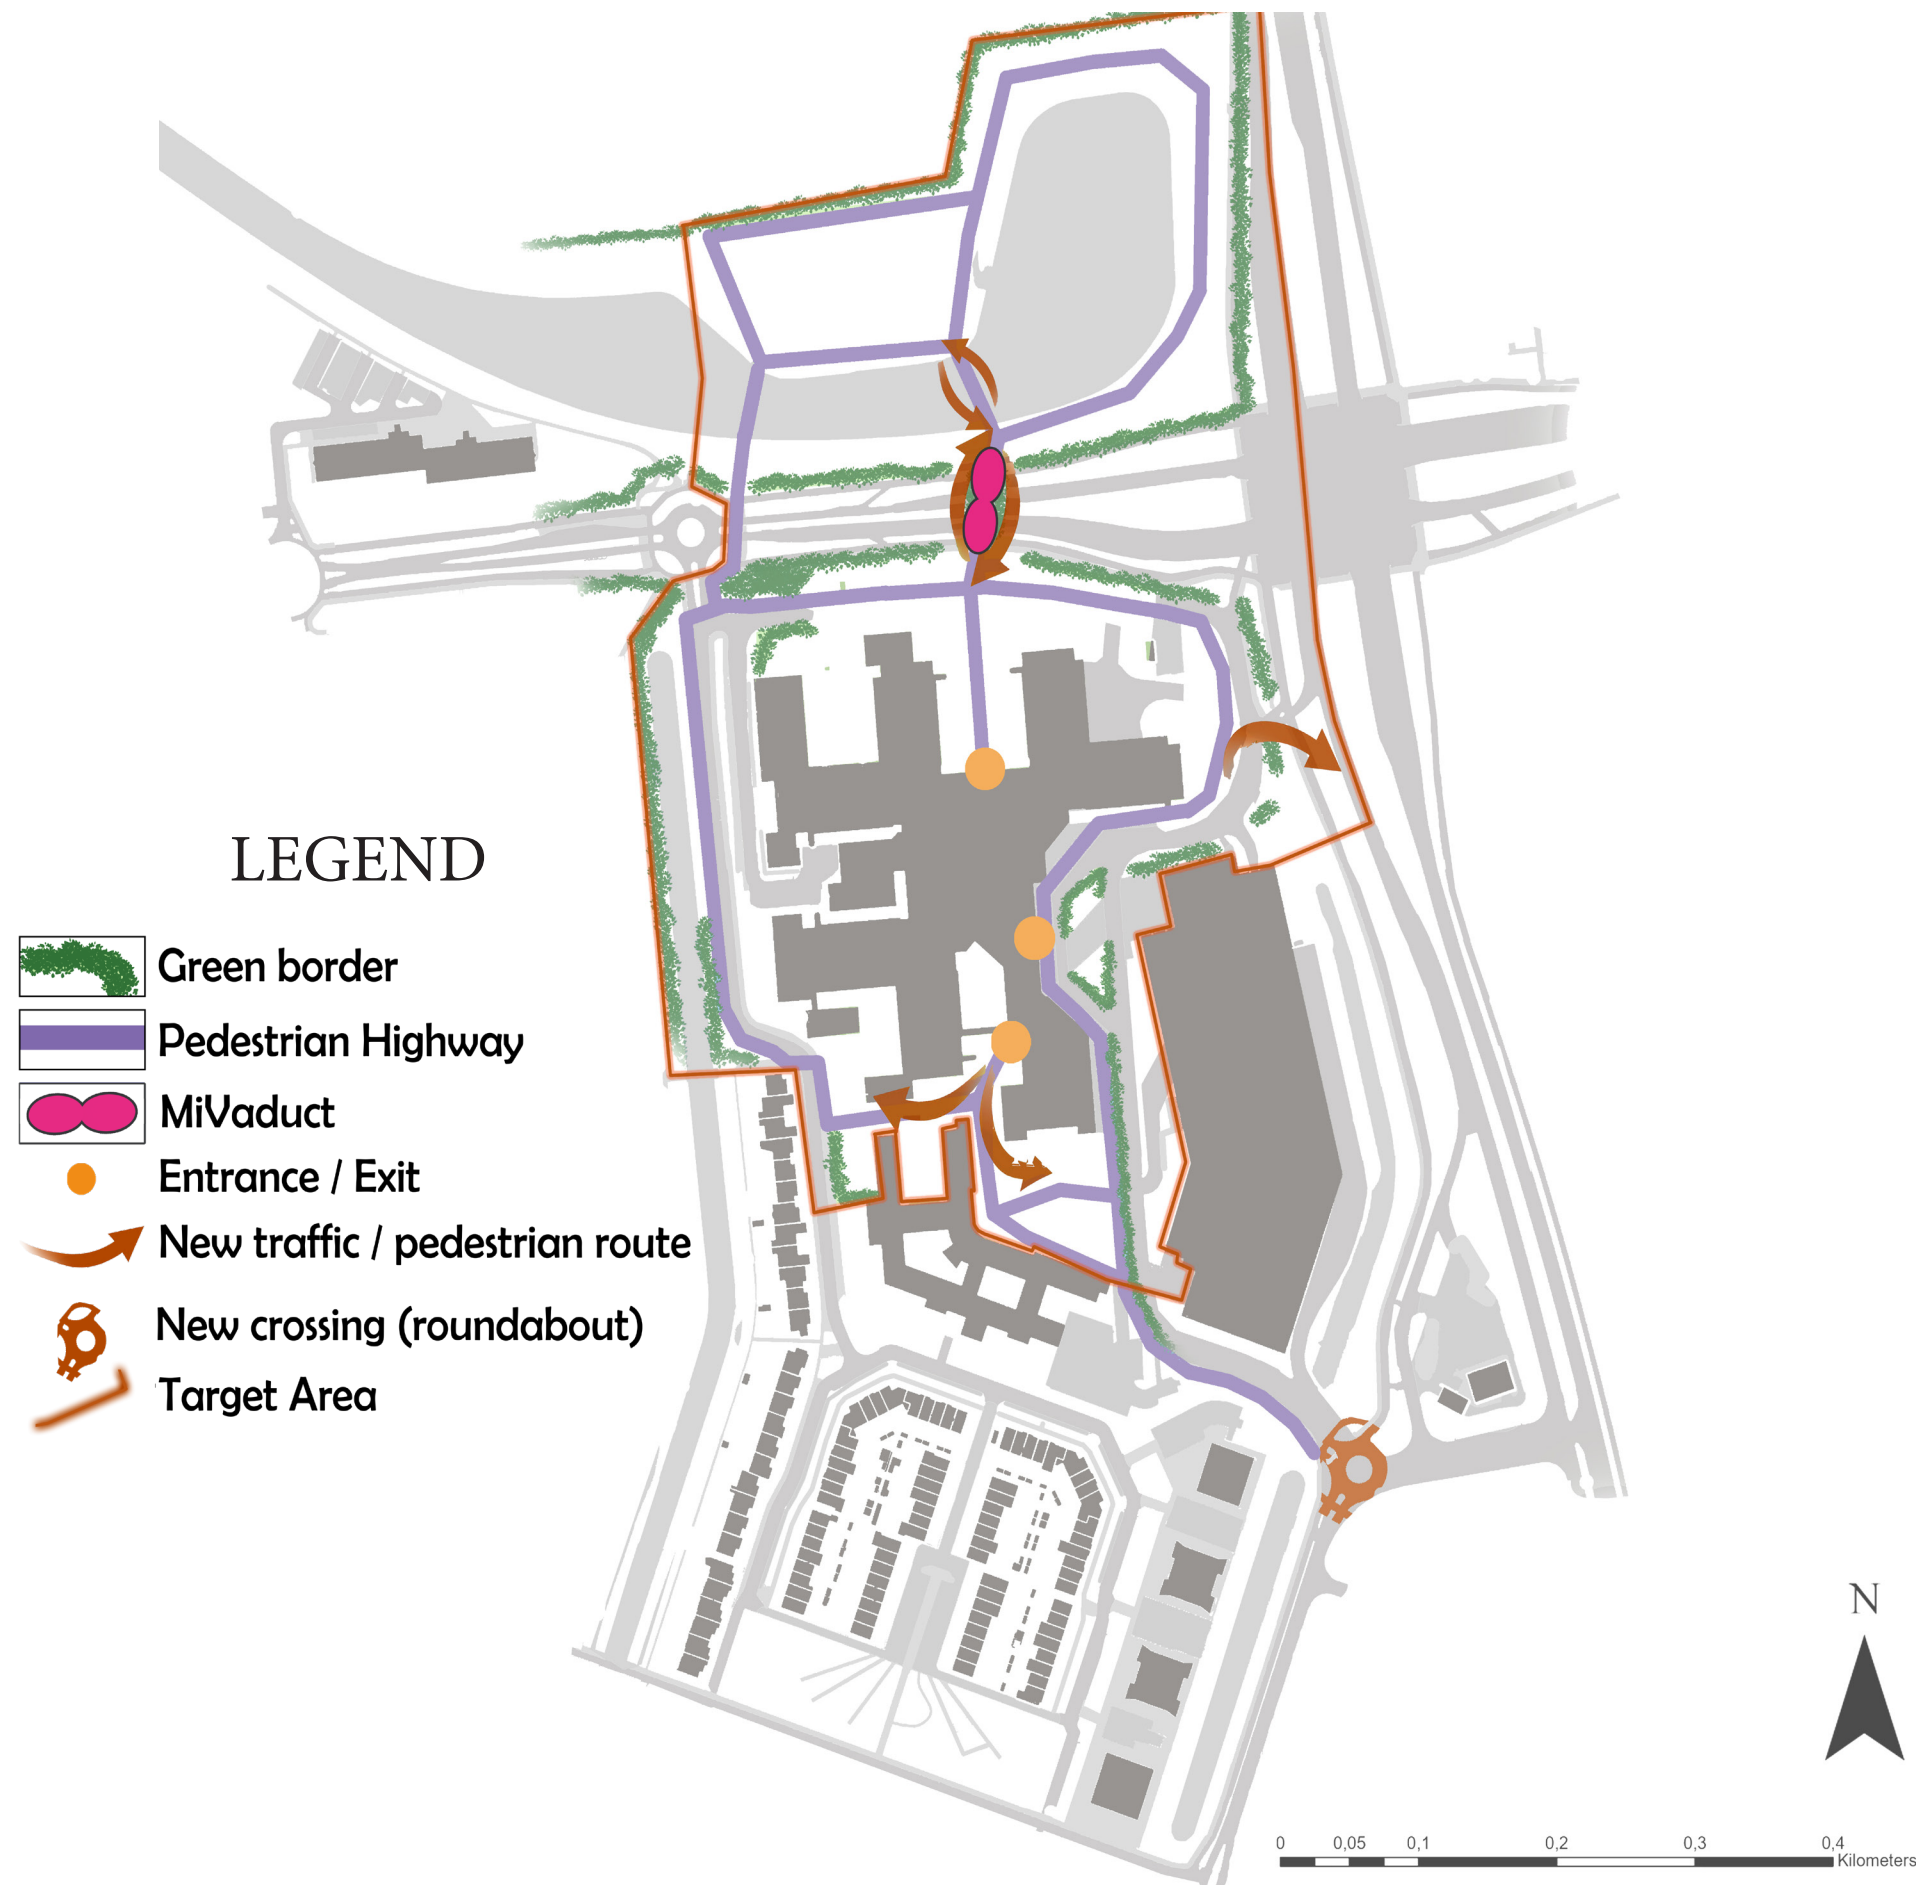 LEGEND
Green border
Pedestrian Highway
MiVaduct
Entrance / Exit
New traffic / pedestrian route
New crossing (roundabout)
Target Area
N
0 0,05 0,1 0,2 0,3 0,4
Kilometers